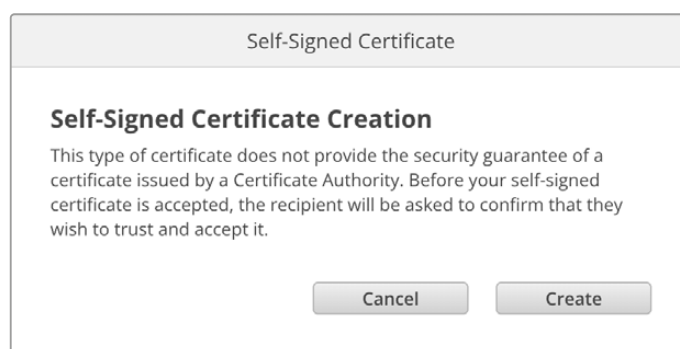 Self-Signed Certificate
Self-Signed Certificate Creation
This type of certificate does not provide the security guarantee of a
certificate issued by a Certificate Authority. Before your self-signed
certificate is accepted, the recipient will be asked to confirm that they
wish to trust and accept it.
Cancel Create